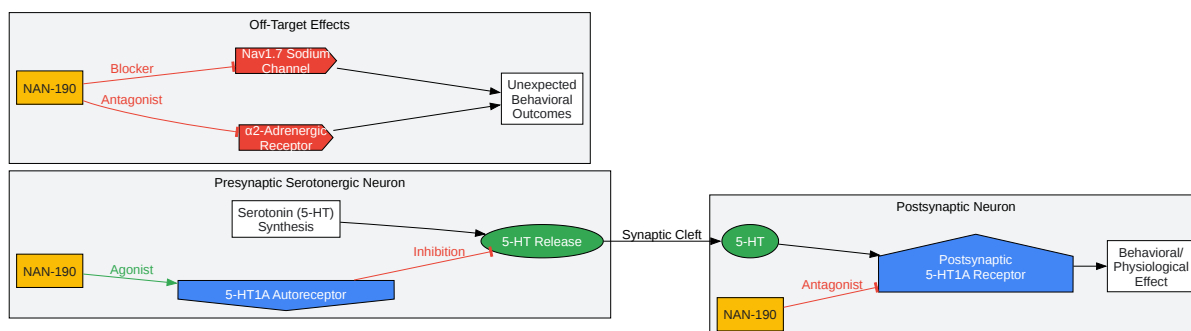 Off-Target Effects
NAN-190
Blocker
Antagonist
Nav1.7 Sodium
Channel
α2-Adrenergic
Receptor
Unexpected
Behavioral
Outcomes
Presynaptic Serotonergic Neuron
Serotonin (5-HT)
Synthesis
NAN-190
Agonist
5-HT1A Autoreceptor
Inhibition
5-HT Release
Synaptic Cleft
Postsynaptic Neuron
5-HT
NAN-190
Antagonist
Postsynaptic
5-HT1A Receptor
Behavioral/
Physiological
Effect